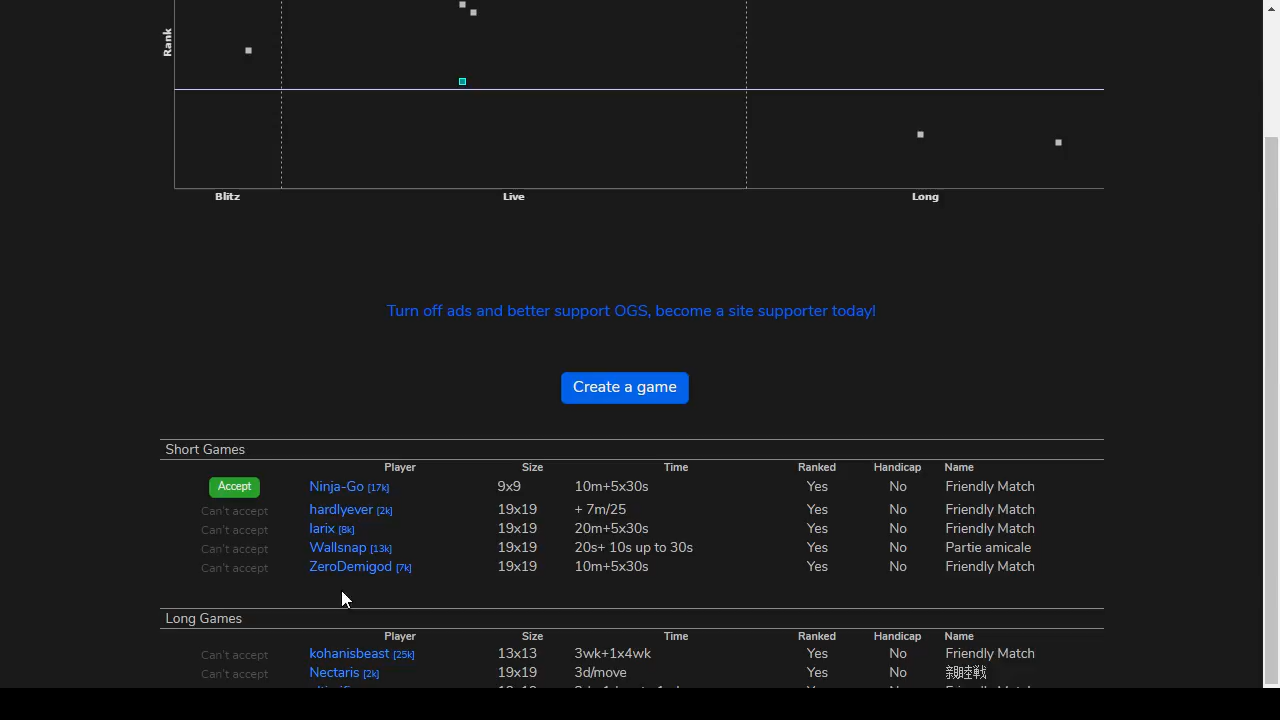 Rank
Blitz Live Long
Turn off ads and better support OGS, become a site supporter today!
Create a game
Short Games
Player Size Time Ranked Handicap Name
Accept Ninja-Go [17k] 9x9 10m+5x30s Yes No Friendly Match
Can't accept hardlyever [2k] 19x19 + 7m/25 Yes No Friendly Match
Can't accept larix [8k] 19x19 20m+5x30s Yes No Friendly Match
Can't accept Wallsnap [13k] 19x19 20s+ 10s up to 30s Yes No Partie amicale
Can't accept ZeroDemigod [7k] 19x19 10m+5x30s Yes No Friendly Match
Long Games
Player Size Time Ranked Handicap Name
Can't accept kohanisbeast [25k] 13x13 3wk+1x4wk Yes No Friendly Match
Can't accept Nectaris [2k] 19x19 3d/move Yes No